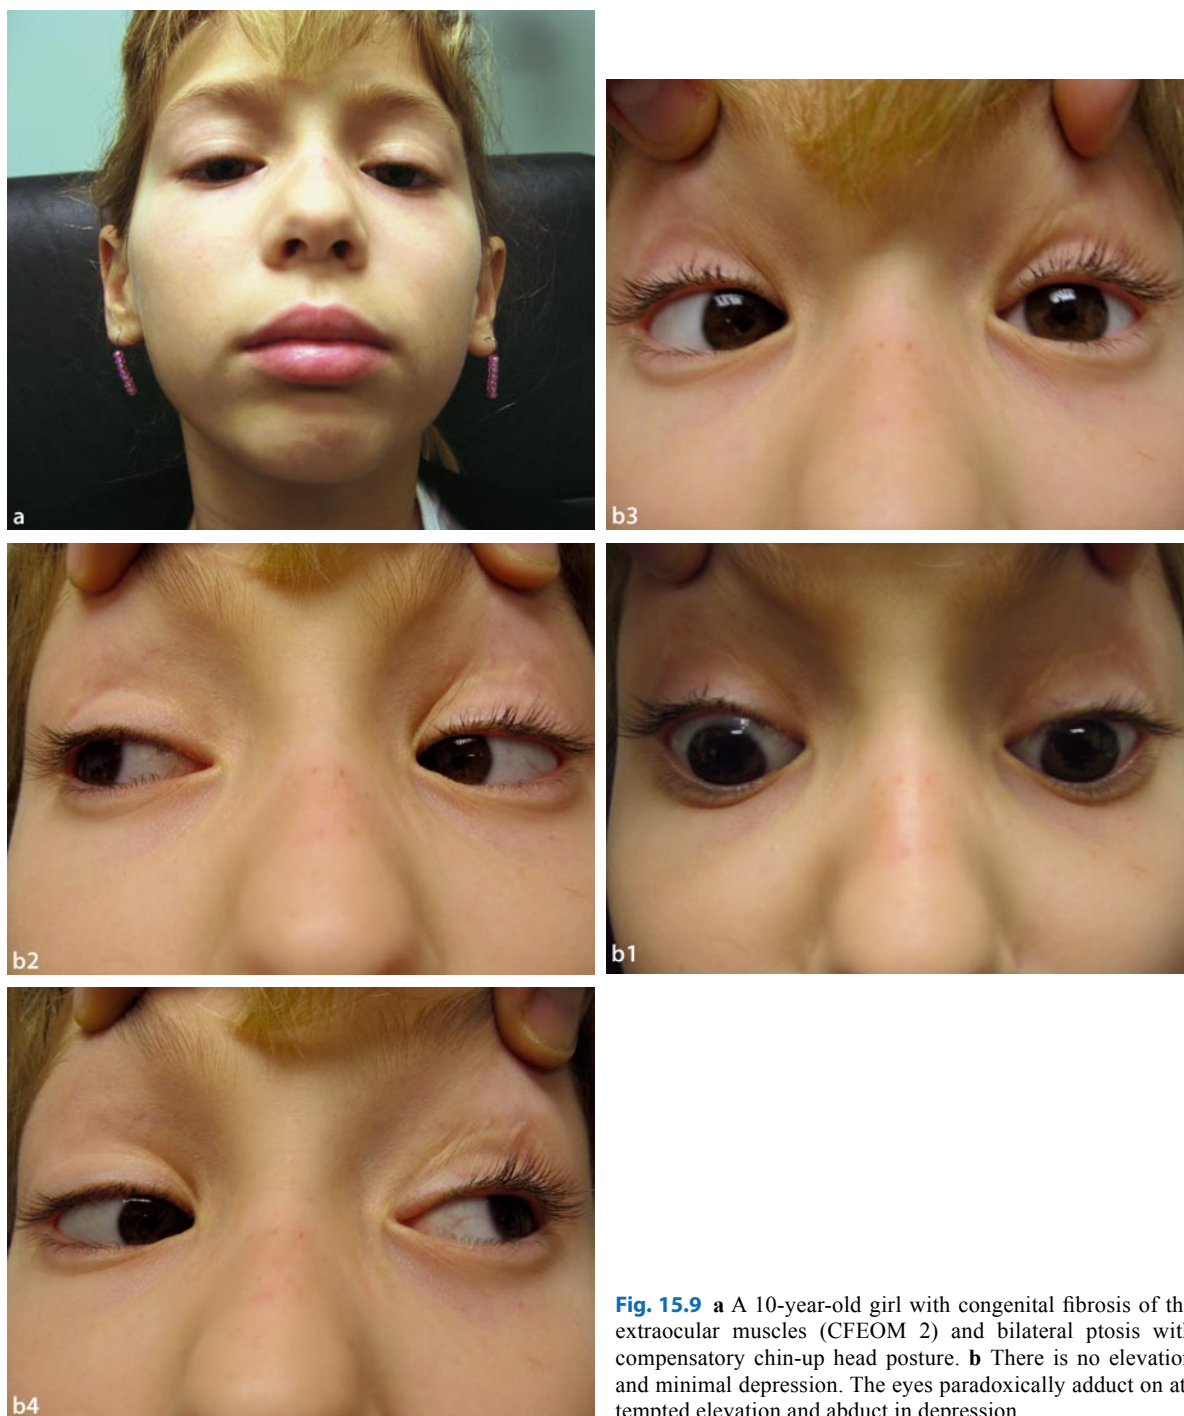 a
b3
b2
b1
b4
Fig. 15.9 a A 10-year-old girl with congenital fibrosis of th
extraocular muscles (CFEOM 2) and bilateral ptosis wit
compensatory chin-up head posture. b There is no elevation
and minimal depression. The eyes paradoxically adduct on at
tempted elevation and abduct in depression